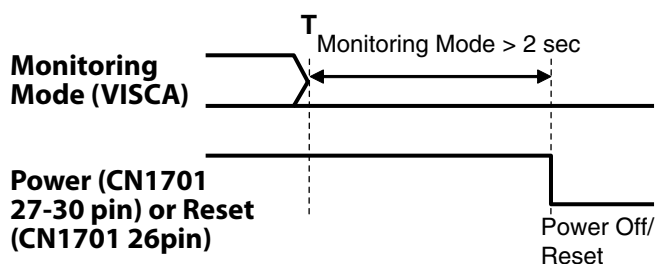 T
Monitoring Mode > 2 sec
Monitoring
Mode (VISCA)
Power (CN1701
27-30 pin) or Reset
(CN1701 26pin)
Power Off/
Reset